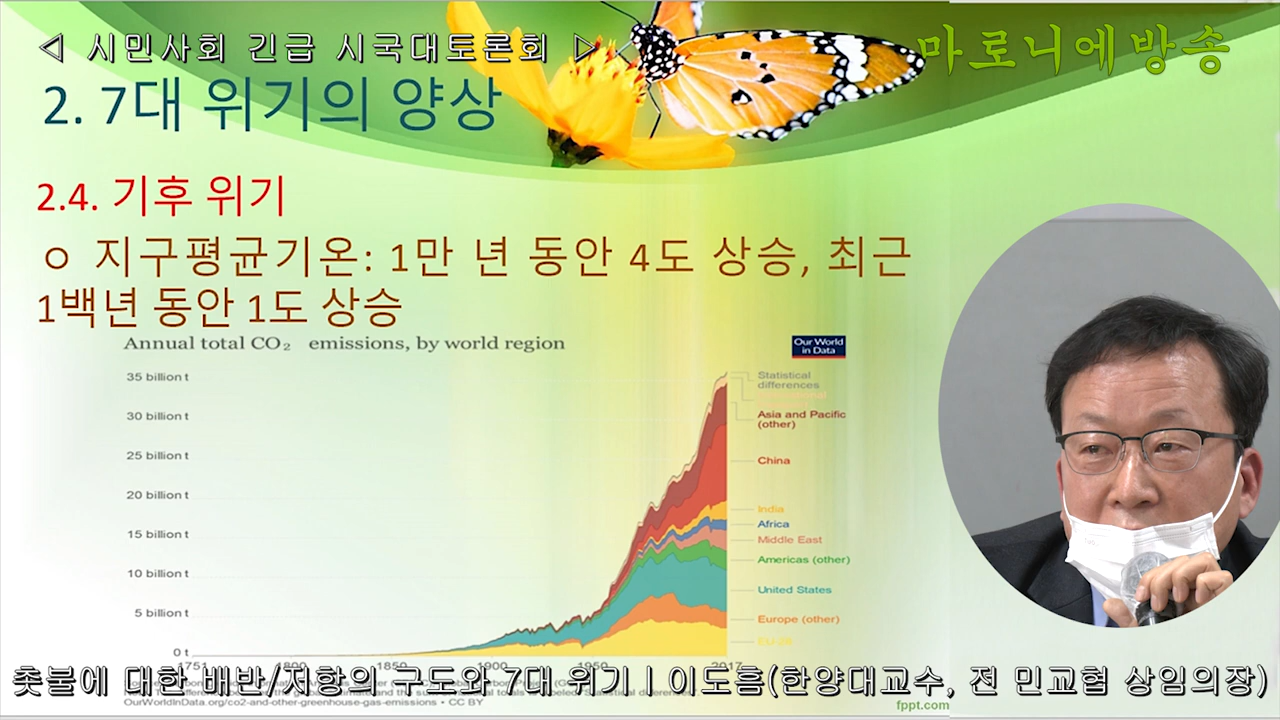 ◁ 시민사회 긴급 시국대토론회 ▷
마로니에방송
2. 7대 위기의 양상
2.4. 기후 위기
ㅇ 지구평균기온: 1만 년 동안 4도 상승, 최근
1백년 동안 1도 상승
Annual total CO₂ emissions, by world region
Our World
in Data
35 billion t
30 billion t
25 billion t
20 billion t
15 billion t
10 billion t
5 billion t
0 t
Statistical
differences
Asia and Pacific
(other)
China
India
Africa
Middle East
Americas (other)
United States
Europe (other)
EU-28
1751
1800
1850
1900
1950
2017
촛불에 대한 배반/저항의 구도와 7대 위기 | 이도흠(한양대교수, 전 민교협 상임의장)
OurWorldInData.org/co2-and-other-greenhouse-gas-emissions • CC BY
fppt.com